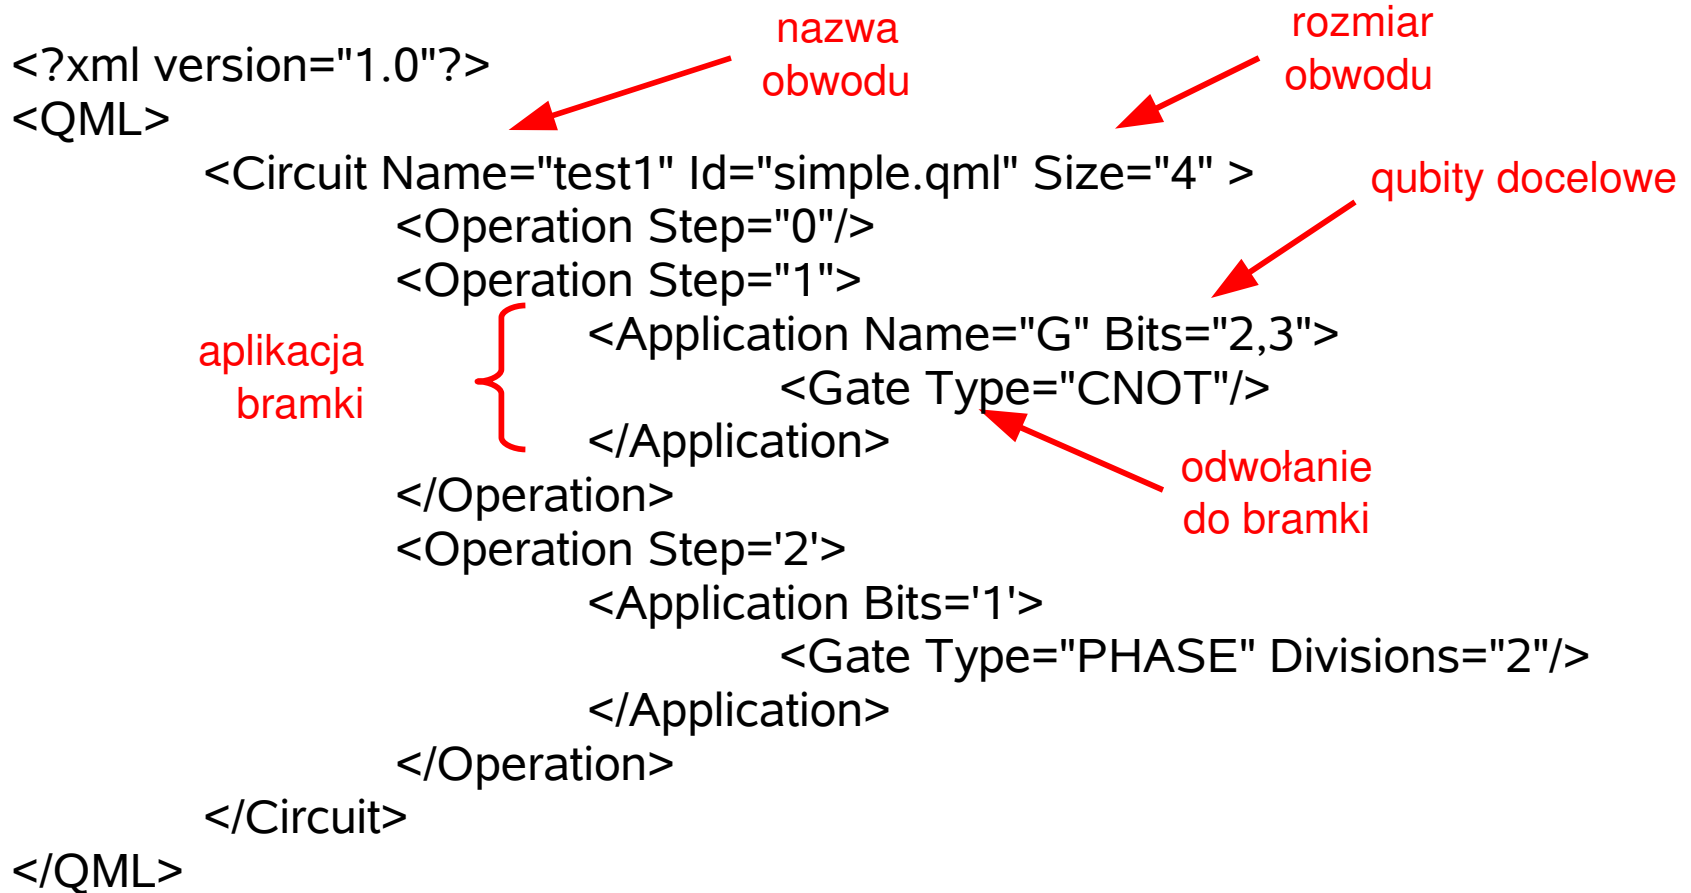 nazwa
obwodu
rozmiar
obwodu
<?xml version="1.0"?>
<QML>
<Circuit Name="test1" Id="simple.qml" Size="4" >
qubity docelowe
<Operation Step="0"/>
<Operation Step="1">
<Application Name="G" Bits="2,3">
aplikacja
bramki
<Gate Type="CNOT"/>
</Application>
odwołanie
do bramki
</Operation>
<Operation Step='2'>
<Application Bits='1'>
<Gate Type="PHASE" Divisions="2"/>
</Application>
</Operation>
</Circuit>
</QML>